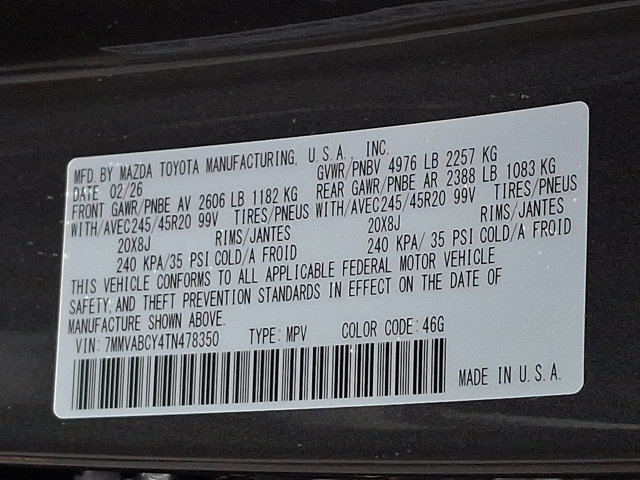 MFD. BY MAZDA TOYOTA MANUFACTURING, U.S.A. INC.
DATE 02/26 GVWR/PNBV 4976 LB 2257 KG
FRONT GAWR/PNBE AV 2606 LB 1182 KG REAR GAWR/PNBE AR 2388 LB 1083 KG
WITH/AVEC245/45R20 99V TIRES/PNEUS WITH/AVEC245/45R20 99V TIRES/PNEUS
20X8J RIMS/JANTES 20X8J RIMS/JANTES
240 KPA/35 PSI COLD/A FROID 240 KPA/ 35 PSI COLD/A FROID
THIS VEHICLE CONFORMS TO ALL APPLICABLE FEDERAL MOTOR VEHICLE
SAFETY, AND THEFT PREVENTION STANDARDS IN EFFECT ON THE DATE OF
MANUFACTURE SHOWN ABOVE.
VIN: 7MMVABCY4TN478350 TYPE: MPV COLOR CODE: 46G
MADE IN U.S.A.